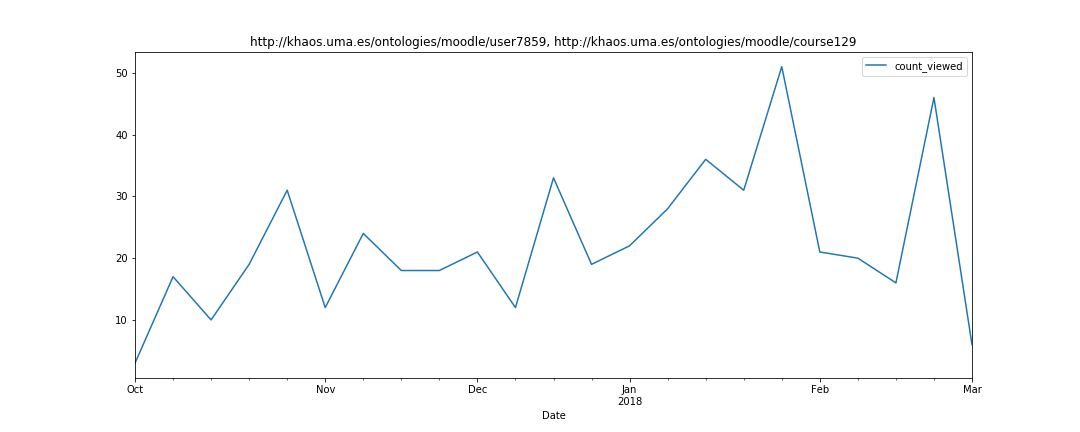 http://khaos.uma.es/ontologies/moodle/user7859, http://khaos.uma.es/ontologies/moodle/course129
count_viewed
50
40
30
20
10
Oct Nov Dec Jan Feb Mar
2018
Date